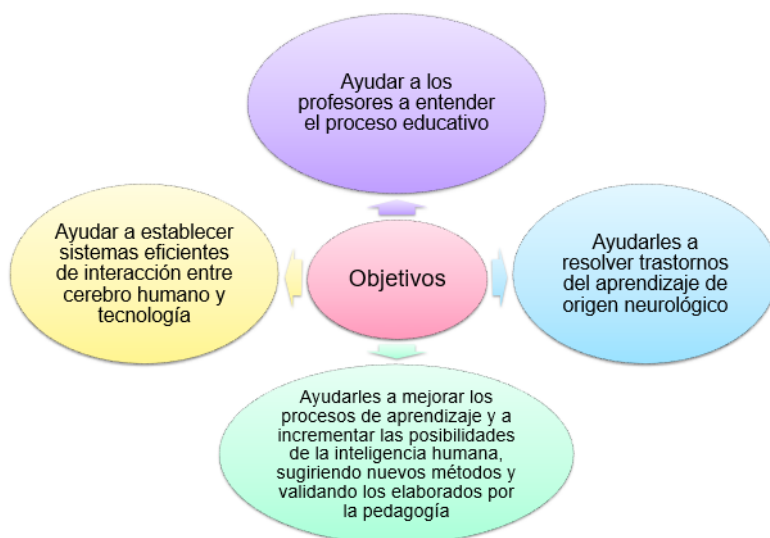 Ayudar a los
profesores a entender
el proceso educativo
Ayudar a establecer
sistemas eficientes
de interacción entre
cerebro humano y
tecnología
Objetivos
Ayudarles a
resolver trastornos
del aprendizaje de
origen neurológico
Ayudarles a mejorar los
procesos de aprendizaje y a
incrementar las posibilidades
de la inteligencia humana,
sugiriendo nuevos métodos y
validando los elaborados por
la pedagogía